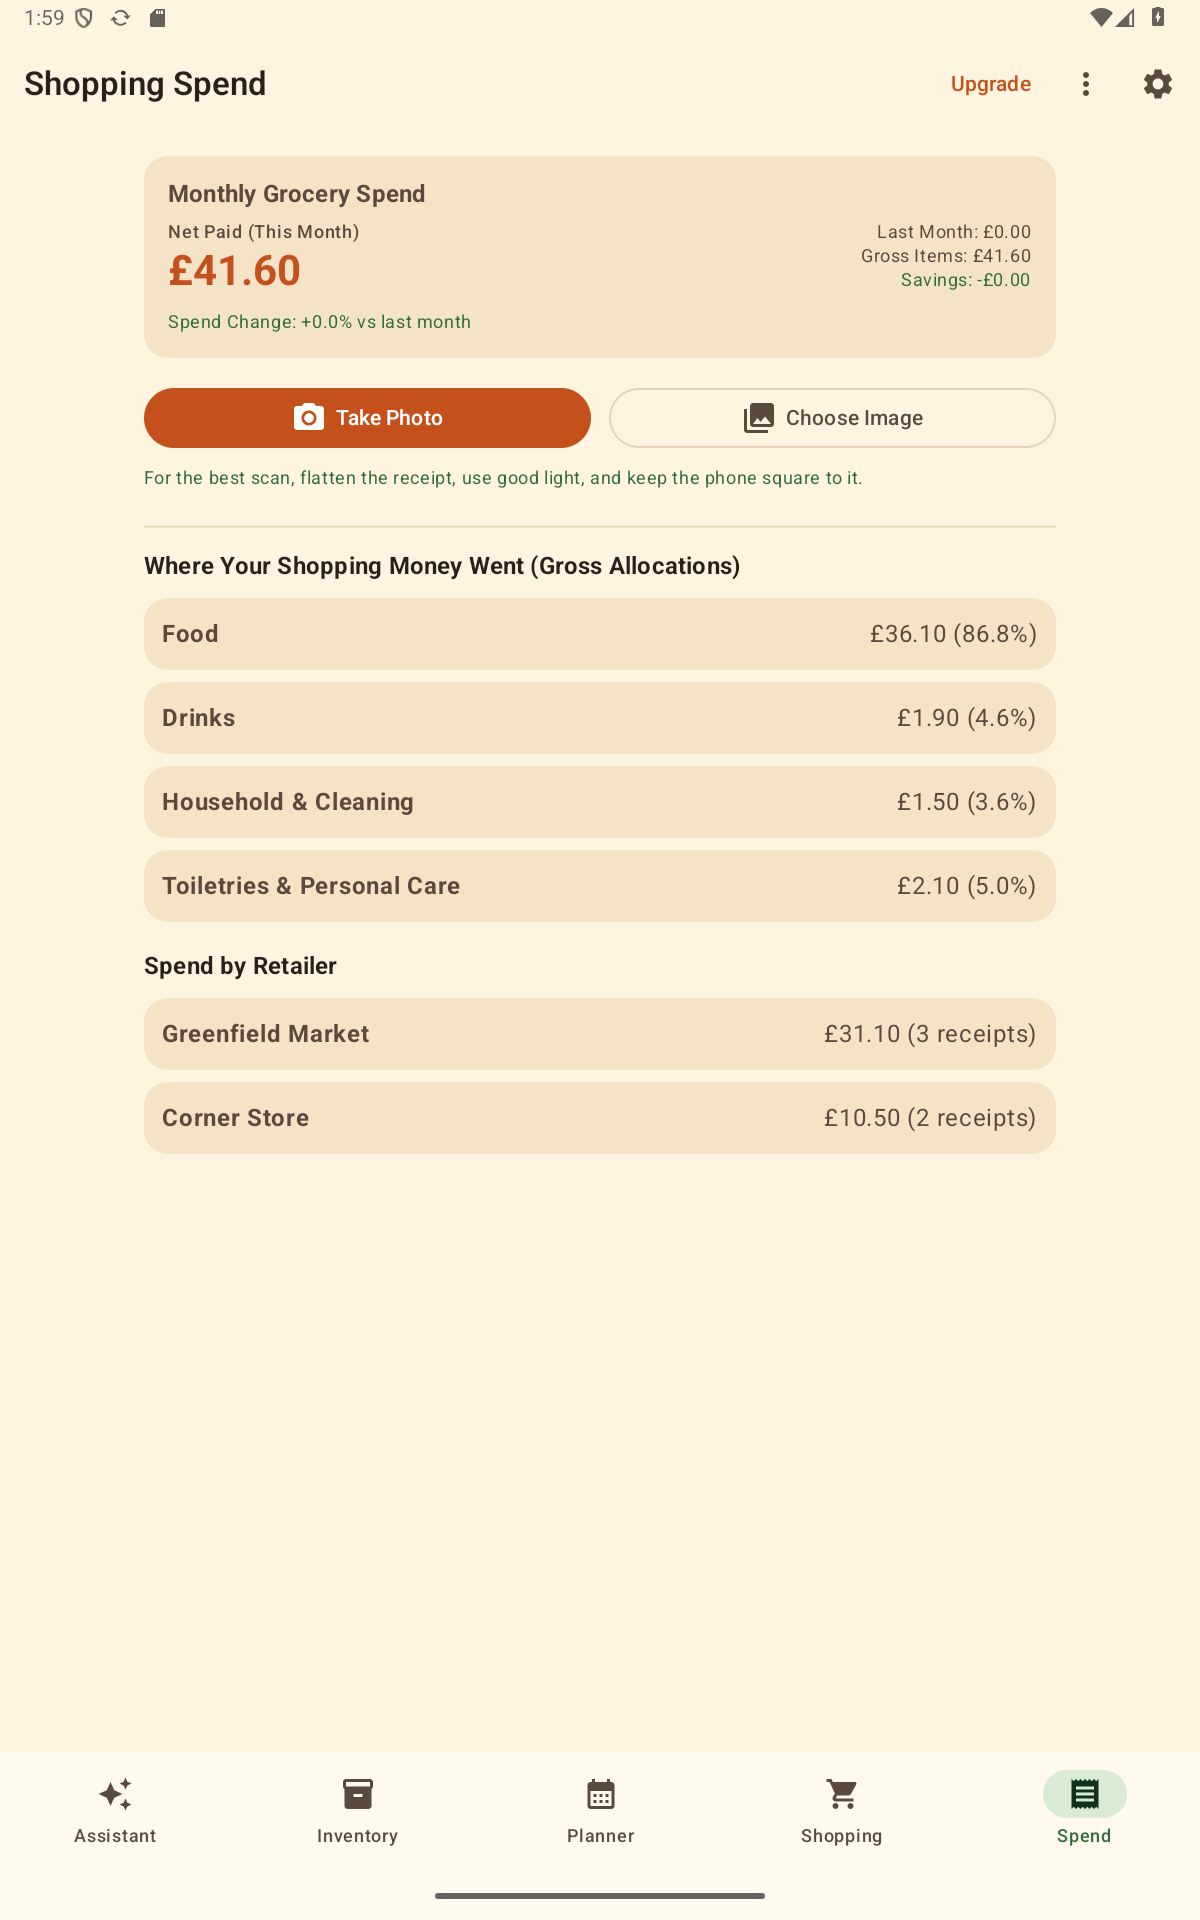 1:59
Shopping Spend
Upgrade
Monthly Grocery Spend
Net Paid (This Month)
£41.60
Last Month: £0.00
Gross Items: £41.60
Savings: -£0.00
Spend Change: +0.0% vs last month
Take Photo
Choose Image
For the best scan, flatten the receipt, use good light, and keep the phone square to it.
Where Your Shopping Money Went (Gross Allocations)
Food £36.10 (86.8%)
Drinks £1.90 (4.6%)
Household & Cleaning £1.50 (3.6%)
Toiletries & Personal Care £2.10 (5.0%)
Spend by Retailer
Greenfield Market £31.10 (3 receipts)
Corner Store £10.50 (2 receipts)
Assistant
Inventory
Planner
Shopping
Spend